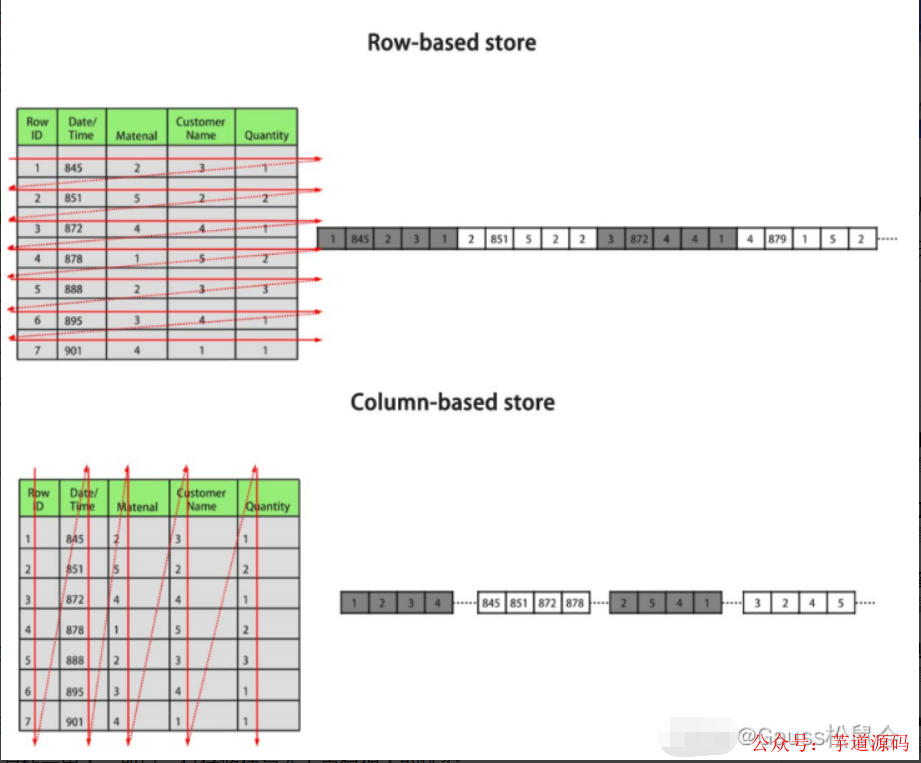 Row-based store
Row ID Date/Time Matenal Customer Name Quantity
1 845 2 3 1
2 851 5 2 2
3 872 4 4 1
4 878 1 5 2
5 888 2 3 3
6 895 3 4 1
7 901 4 1 1
1 845 2 3 1 2 851 5 2 2 3 872 4 4 1 4 879 1 5 2
Column-based store
Row ID Date/Time Matenal Customer Name Quantity
1 845 2 3 1
2 851 5 2 2
3 872 4 4 1
4 878 1 5 2
5 888 2 3 3
6 895 3 4 1
7 901 4 1 1
1 2 3 4 845 851 872 878 2 5 4 1 3 2 4 5
@Gauss松鼠会
公众号：芋道源码